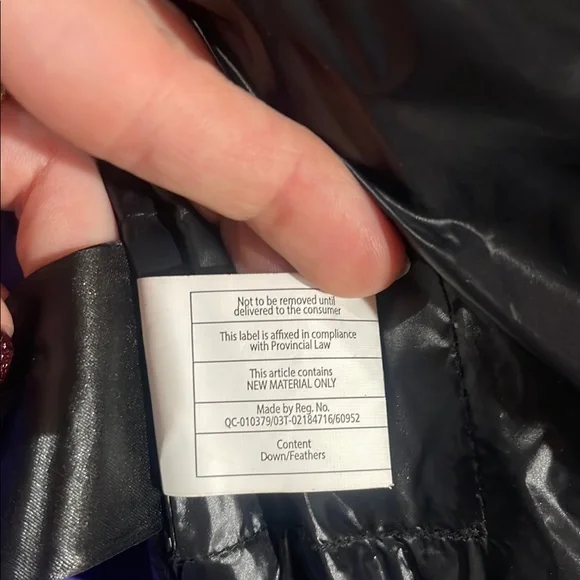 Not to be removed until
delivered to the consumer
This label is affixed in compliance
with Provincial Law
This article contains
NEW MATERIAL ONLY
Made by Reg. No.
QC-010379/03T-02184716/60952
Content
Down/Feathers